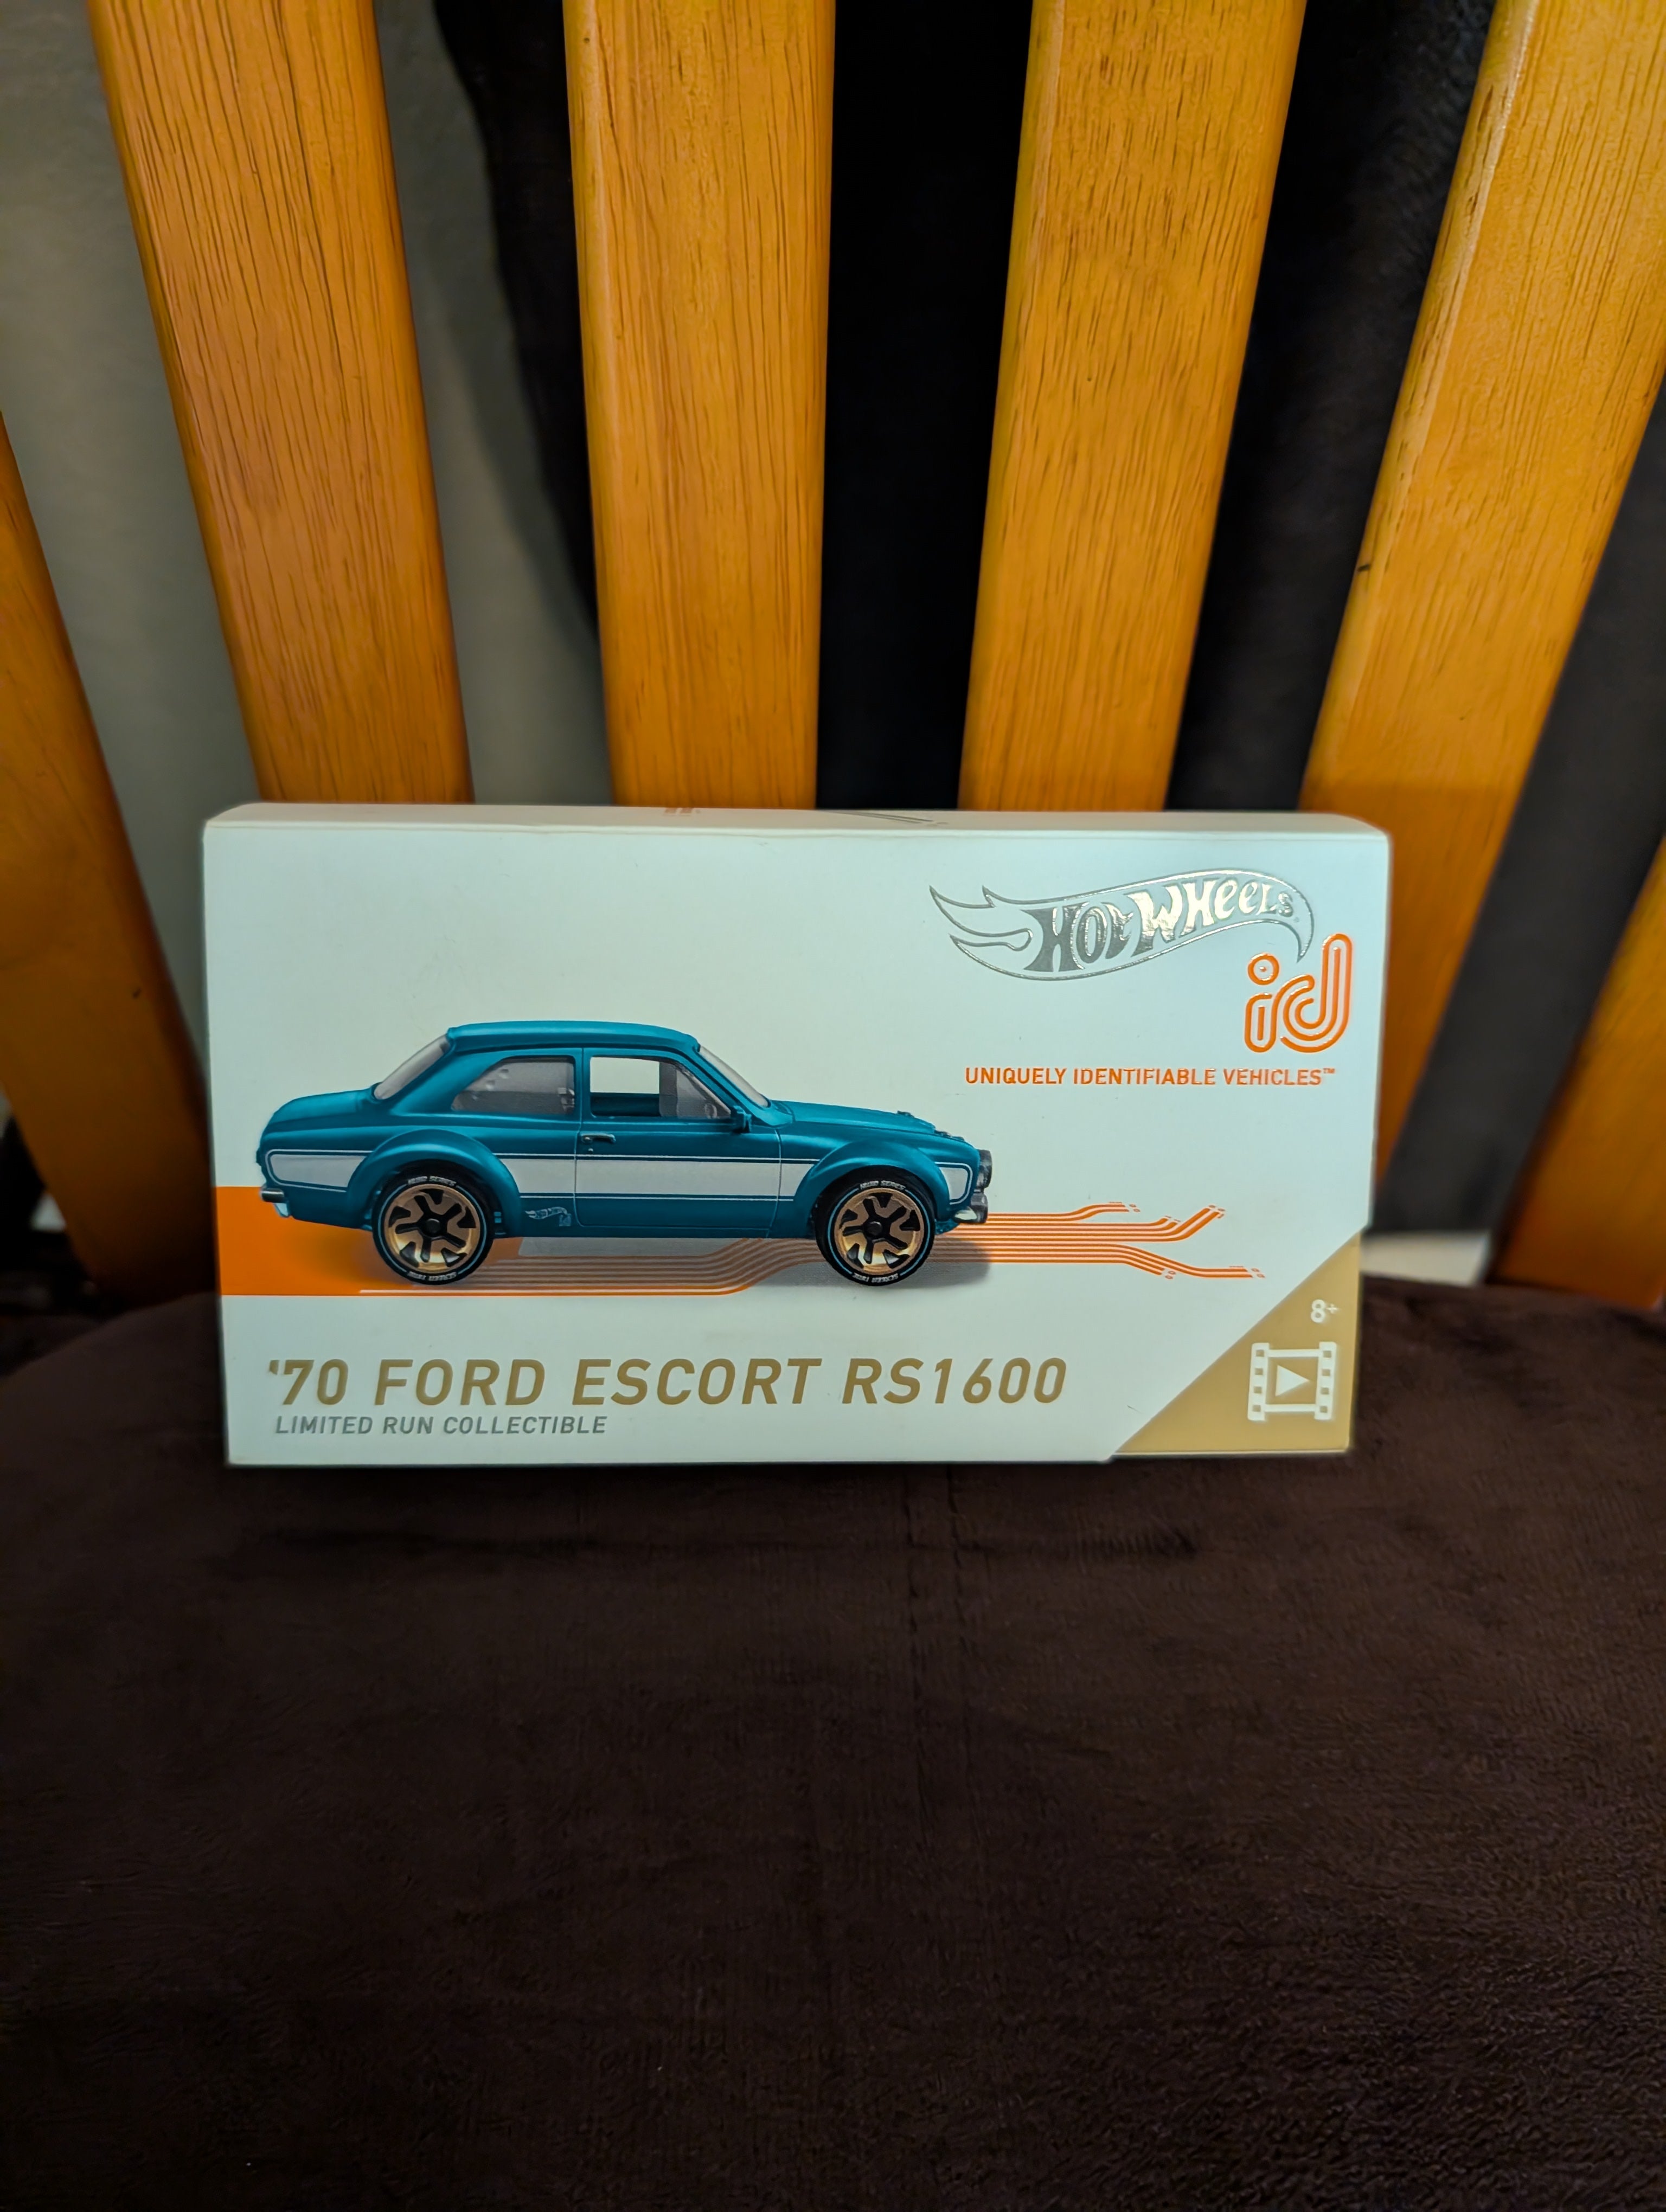 HOT WHEELS
id
UNIQUELY IDENTIFIABLE VEHICLES™
8+
'70 FORD ESCORT RS1600
LIMITED RUN COLLECTIBLE